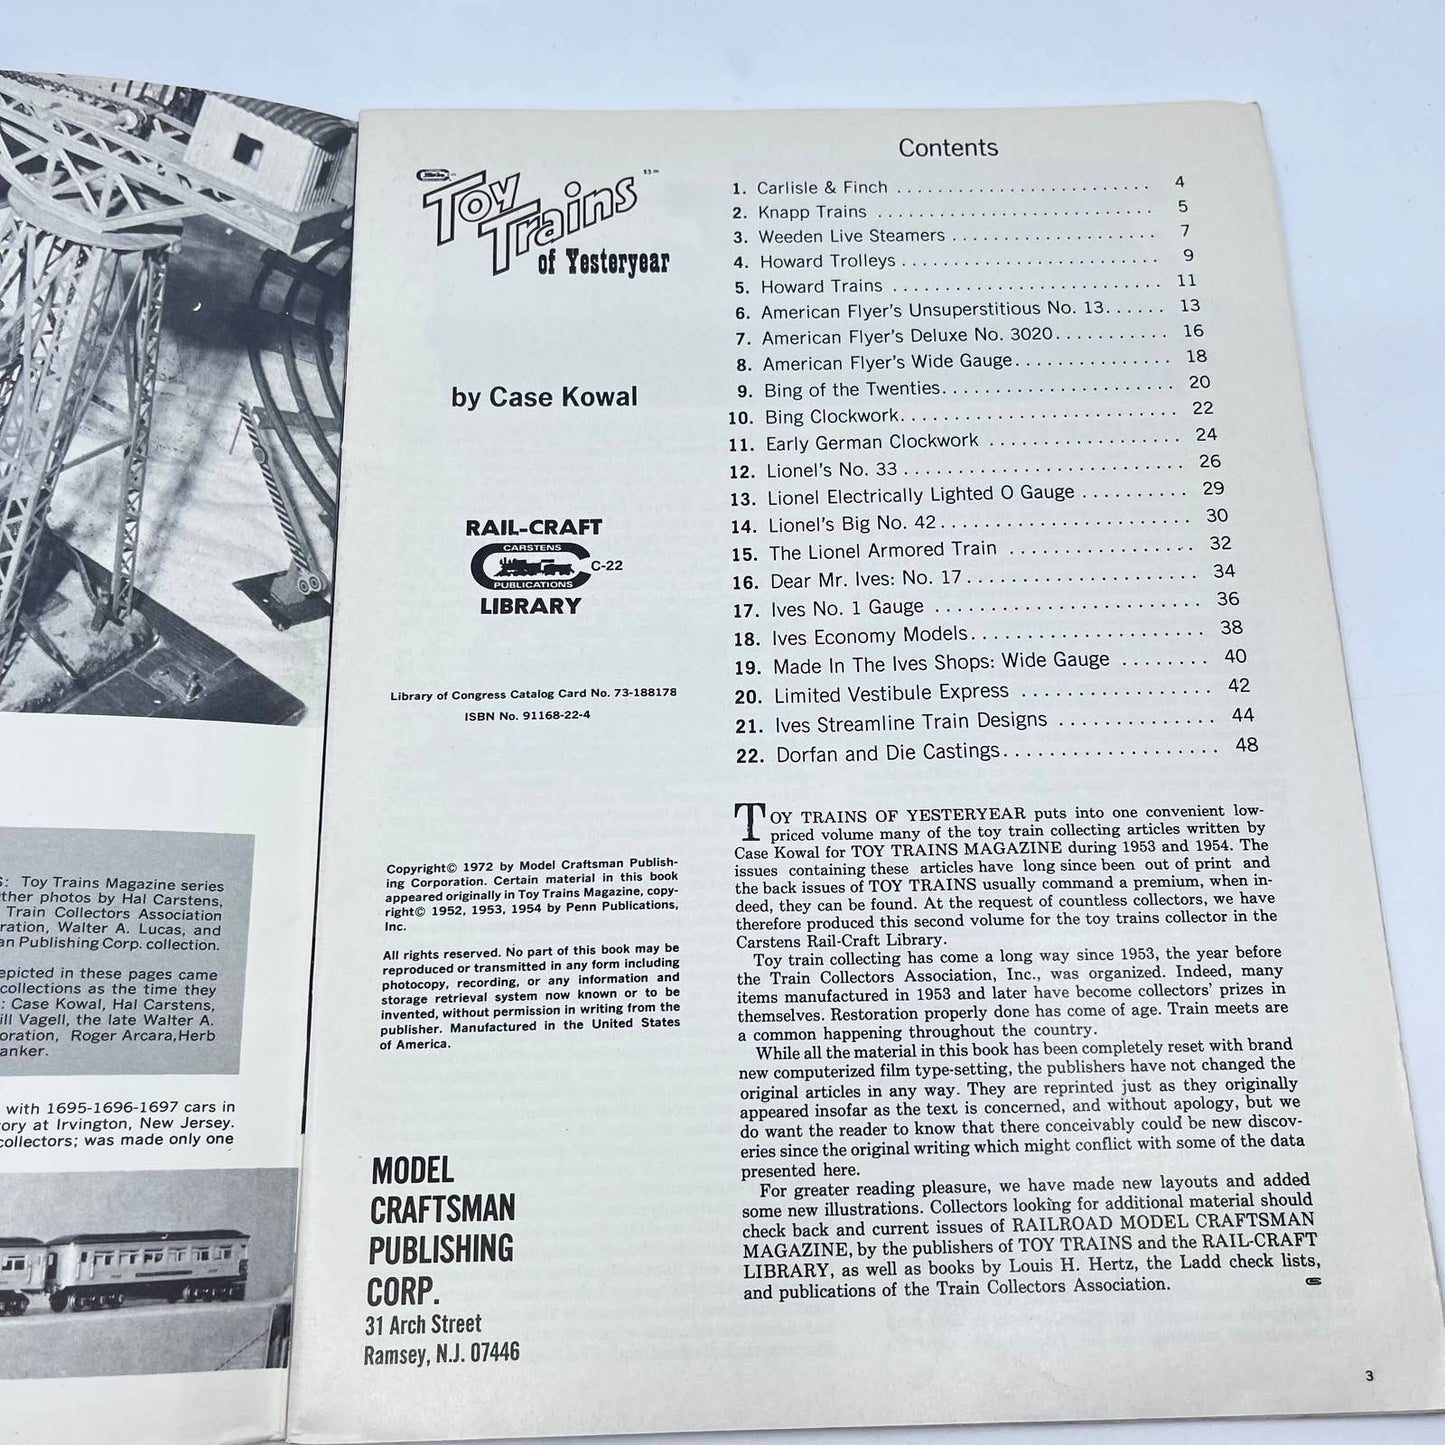 S: Toy Trains Magazine series
ther photos by Hal Carstens,
Train Collectors Association
ration, Walter A. Lucas, and
an Publishing Corp. collection.
epicted in these pages came
collections as the time they
: Case Kowal, Hal Carstens,
ill Vagell, the late Walter A.
oration, Roger Arcara, Herb
anker.
with 1695-1696-1697 cars in
ory at Irvington, New Jersey.
collectors; was made only one
Toy
Trains
of Yesteryear
by Case Kowal
RAIL-CRAFT
CARSTENS
C-22
PUBLICATIONS
LIBRARY
Library of Congress Catalog Card No. 73-188178
ISBN No. 91168-22-4
Copyright© 1972 by Model Craftsman Publish-
ing Corporation. Certain material in this book
appeared originally in Toy Trains Magazine, copy-
right© 1952, 1953, 1954 by Penn Publications,
Inc.
All rights reserved. No part of this book may be
reproduced or transmitted in any form including
photocopy, recording, or any information and
storage retrieval system now known or to be
invented, without permission in writing from the
publisher. Manufactured in the United States
of America.
MODEL
CRAFTSMAN
PUBLISHING
CORP.
31 Arch Street
Ramsey, N.J. 07446
Contents
1. Carlisle & Finch . . . . . . . . . . . . . . . . . . . . . . . . . 4
2. Knapp Trains . . . . . . . . . . . . . . . . . . . . . . . . . . . 5
3. Weeden Live Steamers . . . . . . . . . . . . . . . . . . . . 7
4. Howard Trolleys . . . . . . . . . . . . . . . . . . . . . . . . . 9
5. Howard Trains . . . . . . . . . . . . . . . . . . . . . . . . . . 11
6. American Flyer's Unsuperstitious No. 13. . . . . . 13
7. American Flyer's Deluxe No. 3020. . . . . . . . . . . 16
8. American Flyer's Wide Gauge. . . . . . . . . . . . . . . 18
9. Bing of the Twenties. . . . . . . . . . . . . . . . . . . . . . 20
10. Bing Clockwork. . . . . . . . . . . . . . . . . . . . . . . . . . 22
11. Early German Clockwork . . . . . . . . . . . . . . . . . . 24
12. Lionel's No. 33 . . . . . . . . . . . . . . . . . . . . . . . . . . 26
13. Lionel Electrically Lighted O Gauge . . . . . . . . . . 29
14. Lionel's Big No. 42 . . . . . . . . . . . . . . . . . . . . . . . 30
15. The Lionel Armored Train . . . . . . . . . . . . . . . . . 32
16. Dear Mr. Ives: No. 17 . . . . . . . . . . . . . . . . . . . . . 34
17. Ives No. 1 Gauge . . . . . . . . . . . . . . . . . . . . . . . . 36
18. Ives Economy Models. . . . . . . . . . . . . . . . . . . . . 38
19. Made In The Ives Shops: Wide Gauge . . . . . . . . 40
20. Limited Vestibule Express . . . . . . . . . . . . . . . . . 42
21. Ives Streamline Train Designs . . . . . . . . . . . . . . 44
22. Dorfan and Die Castings. . . . . . . . . . . . . . . . . . . 48
TOY TRAINS OF YESTERYEAR puts into one convenient low-
priced volume many of the toy train collecting articles written by
Case Kowal for TOY TRAINS MAGAZINE during 1953 and 1954. The
issues containing these articles have long since been out of print and
the back issues of TOY TRAINS usually command a premium, when in-
deed, they can be found. At the request of countless collectors, we have
therefore produced this second volume for the toy trains collector in the
Carstens Rail-Craft Library.
Toy train collecting has come a long way since 1953, the year before
the Train Collectors Association, Inc., was organized. Indeed, many
items manufactured in 1953 and later have become collectors' prizes in
themselves. Restoration properly done has come of age. Train meets are
a common happening throughout the country.
While all the material in this book has been completely reset with brand
new computerized film type-setting, the publishers have not changed the
original articles in any way. They are reprinted just as they originally
appeared insofar as the text is concerned, and without apology, but we
do want the reader to know that there conceivably could be new discov-
eries since the original writing which might conflict with some of the data
presented here.
For greater reading pleasure, we have made new layouts and added
some new illustrations. Collectors looking for additional material should
check back and current issues of RAILROAD MODEL CRAFTSMAN
MAGAZINE, by the publishers of TOY TRAINS and the RAIL-CRAFT
LIBRARY, as well as books by Louis H. Hertz, the Ladd check lists,
and publications of the Train Collectors Association.
3